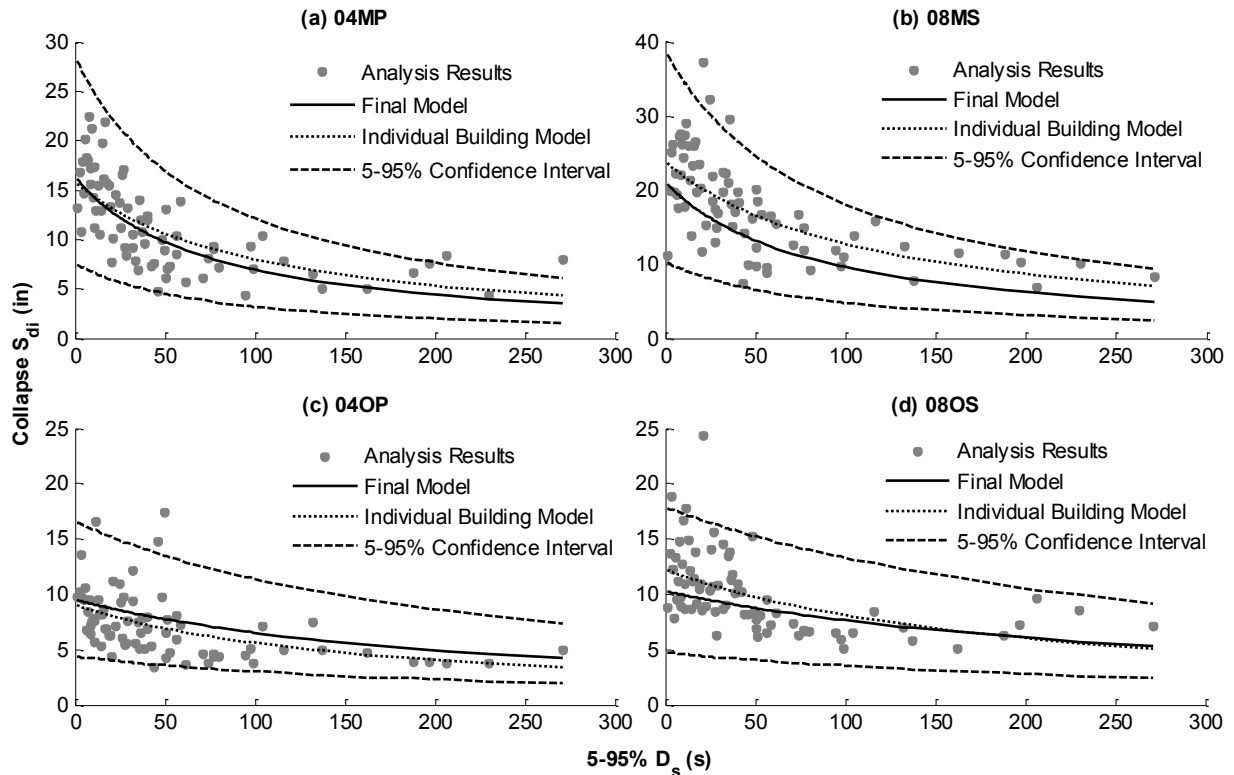 (a) 04MP
30
25
20
15
10
5
0
0 50 100 150 200 250 300
Analysis Results
Final Model
Individual Building Model
5-95% Confidence Interval
(b) 08MS
40
30
20
10
0
0 50 100 150 200 250 300
Analysis Results
Final Model
Individual Building Model
5-95% Confidence Interval
Collapse S_di (in)
(c) 04OP
25
20
15
10
5
0
0 50 100 150 200 250 300
Analysis Results
Final Model
Individual Building Model
5-95% Confidence Interval
(d) 08OS
25
20
15
10
5
0
0 50 100 150 200 250 300
Analysis Results
Final Model
Individual Building Model
5-95% Confidence Interval
5-95% D_s (s)